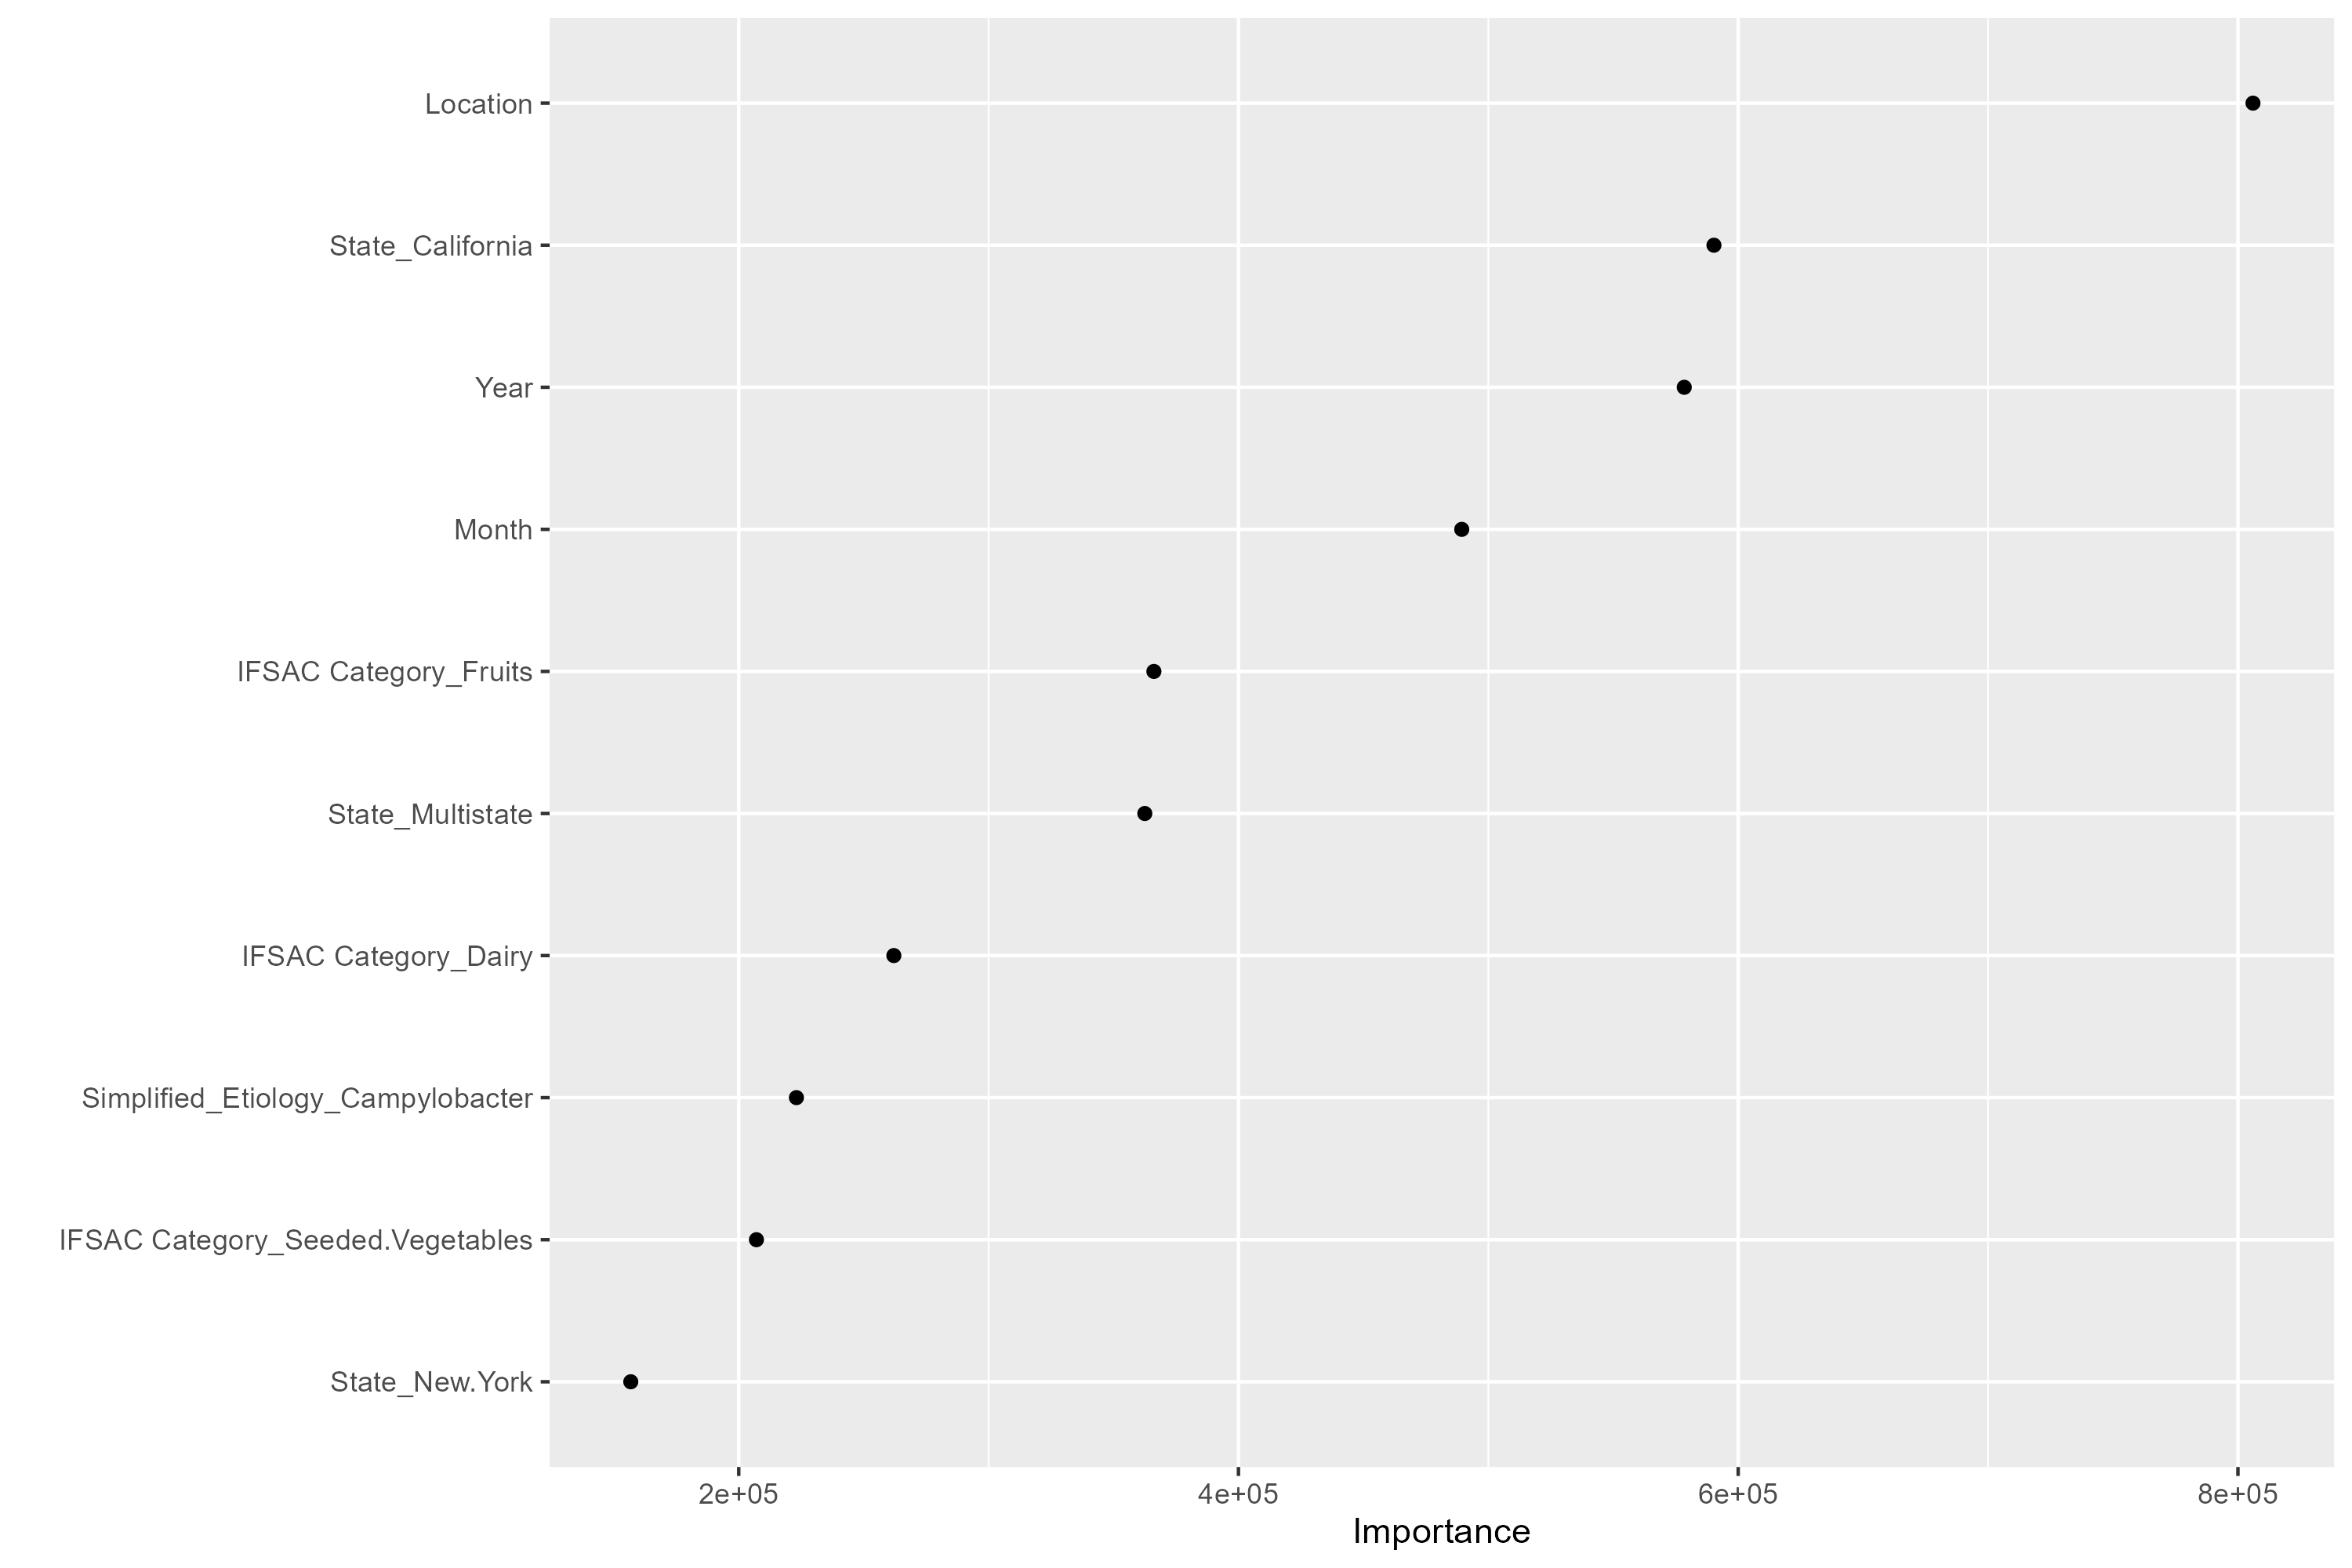 Location
State_California
Year
Month
IFSAC Category_Fruits
State_Multistate
IFSAC Category_Dairy
Simplified_Etiology_Campylobacter
IFSAC Category_Seeded.Vegetables
State_New.York
2e+05 4e+05 6e+05 8e+05
Importance